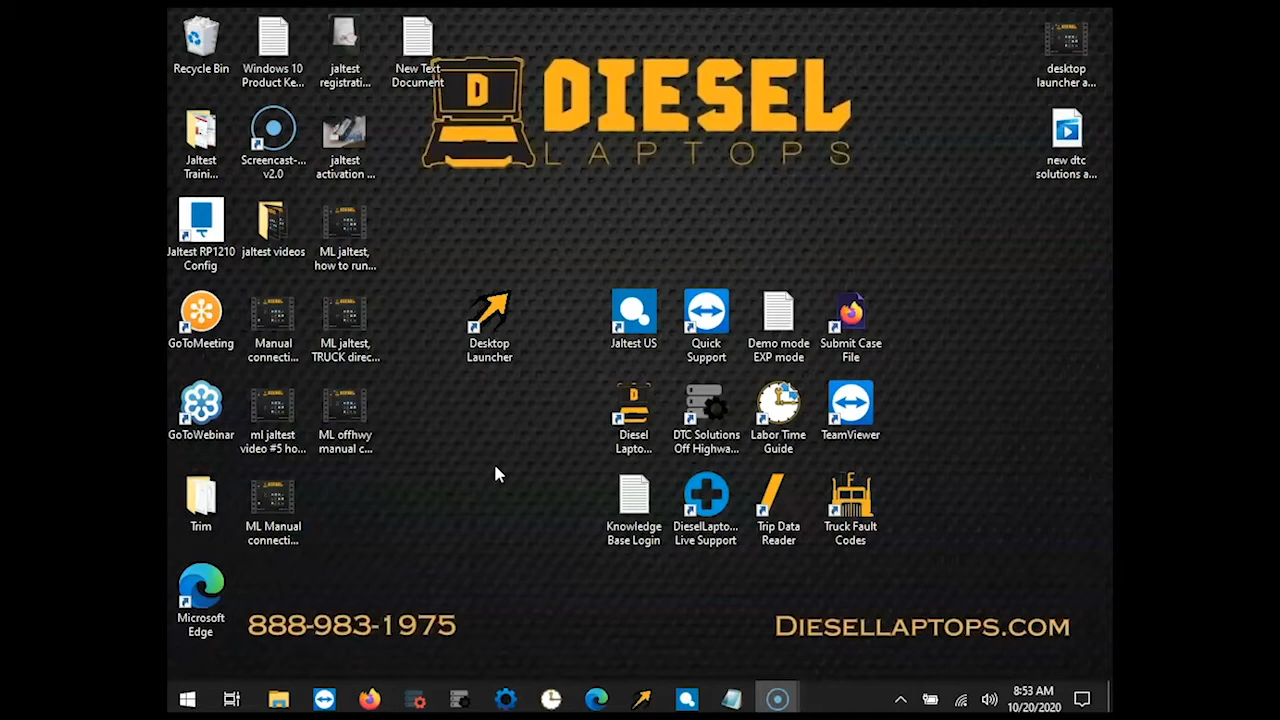 DIESEL
LAPTOPS
D
Recycle Bin
Windows 10
Product Ke...
jaltest
registrati...
New Text
Document
desktop
launcher a...
Jaltest
Traini...
Screencast-...
v2.0
jaltest
activation ...
new dtc
solutions a...
Jaltest RP1210
Config
jaltest videos
ML jaltest,
how to run...
GoToMeeting
Manual
connecti...
ML jaltest,
TRUCK direc...
Desktop
Launcher
Jaltest US
Quick
Support
Demo mode
EXP mode
Submit Case
File
GoToWebinar
ml jaltest
video #5 ho...
ML offhwy
manual c...
D
Diesel
Lapto...
DTC Solutions
Off Highwa...
Labor Time
Guide
TeamViewer
Trim
ML Manual
connecti...
Knowledge
Base Login
DieselLapto...
Live Support
Trip Data
Reader
F
Truck Fault
Codes
Microsoft
Edge
888-983-1975
DIESELLAPTOPS.COM
8:53 AM
10/20/2020